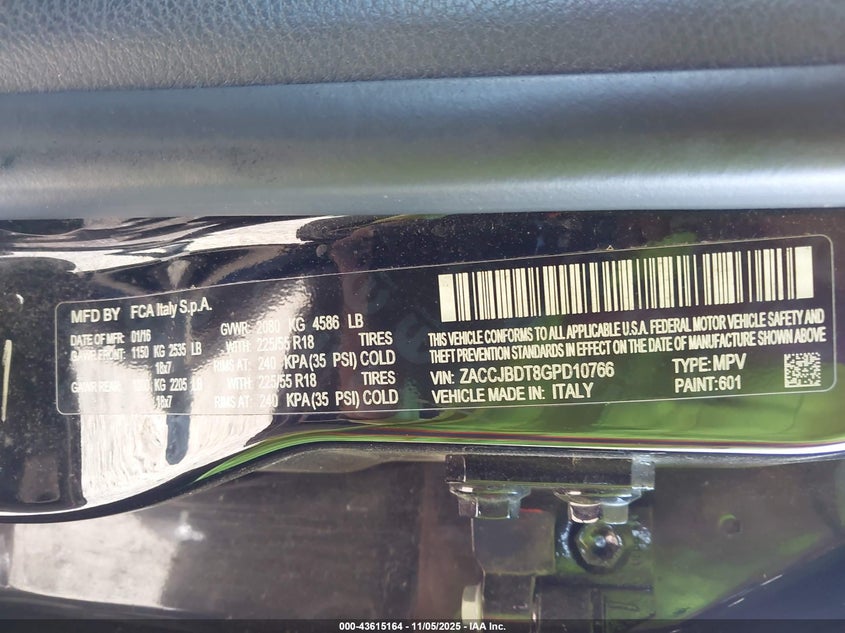 MFD BY FCA Italy S.p.A.
DATE OF MFR 01/16 GVWR: 2080 KG 4586 LB
GAWR FRONT: 1150 KG 2535 LB WITH: 225/55 R18 TIRES
18x7 RIMS AT: 240 KPA(35 PSI) COLD
GAWR REAR: KG 2205 LB WITH: 225/55 R18 TIRES
18x7 RIMS AT: 240 KPA(35 PSI) COLD
THIS VEHICLE CONFORMS TO ALL APPLICABLE U.S.A. FEDERAL MOTOR VEHICLE SAFETY AND
THEFT PREVENTION STANDARDS IN EFFECT ON THE DATE OF MANUFACTURE SHOWN ABOVE
VIN: ZACCJBDT8GPD10766 TYPE: MPV
VEHICLE MADE IN: ITALY PAINT: 601
000-43615164 - 11/05/2025 - IAA Inc.